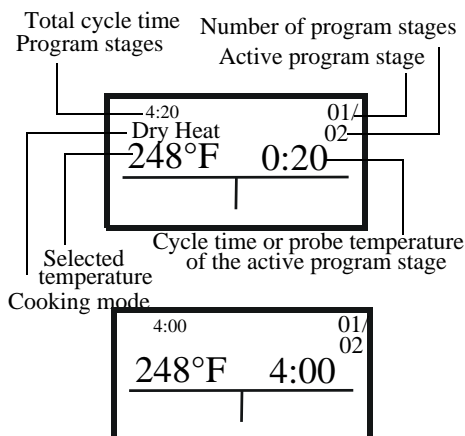 Total cycle time
Program stages
Number of program stages
Active program stage
4:20
01/
Dry Heat
02
248°F
0:20
Cycle time or probe temperature
of the active program stage
Selected
temperature
Cooking mode
4:00
01/
02
248°F
4:00